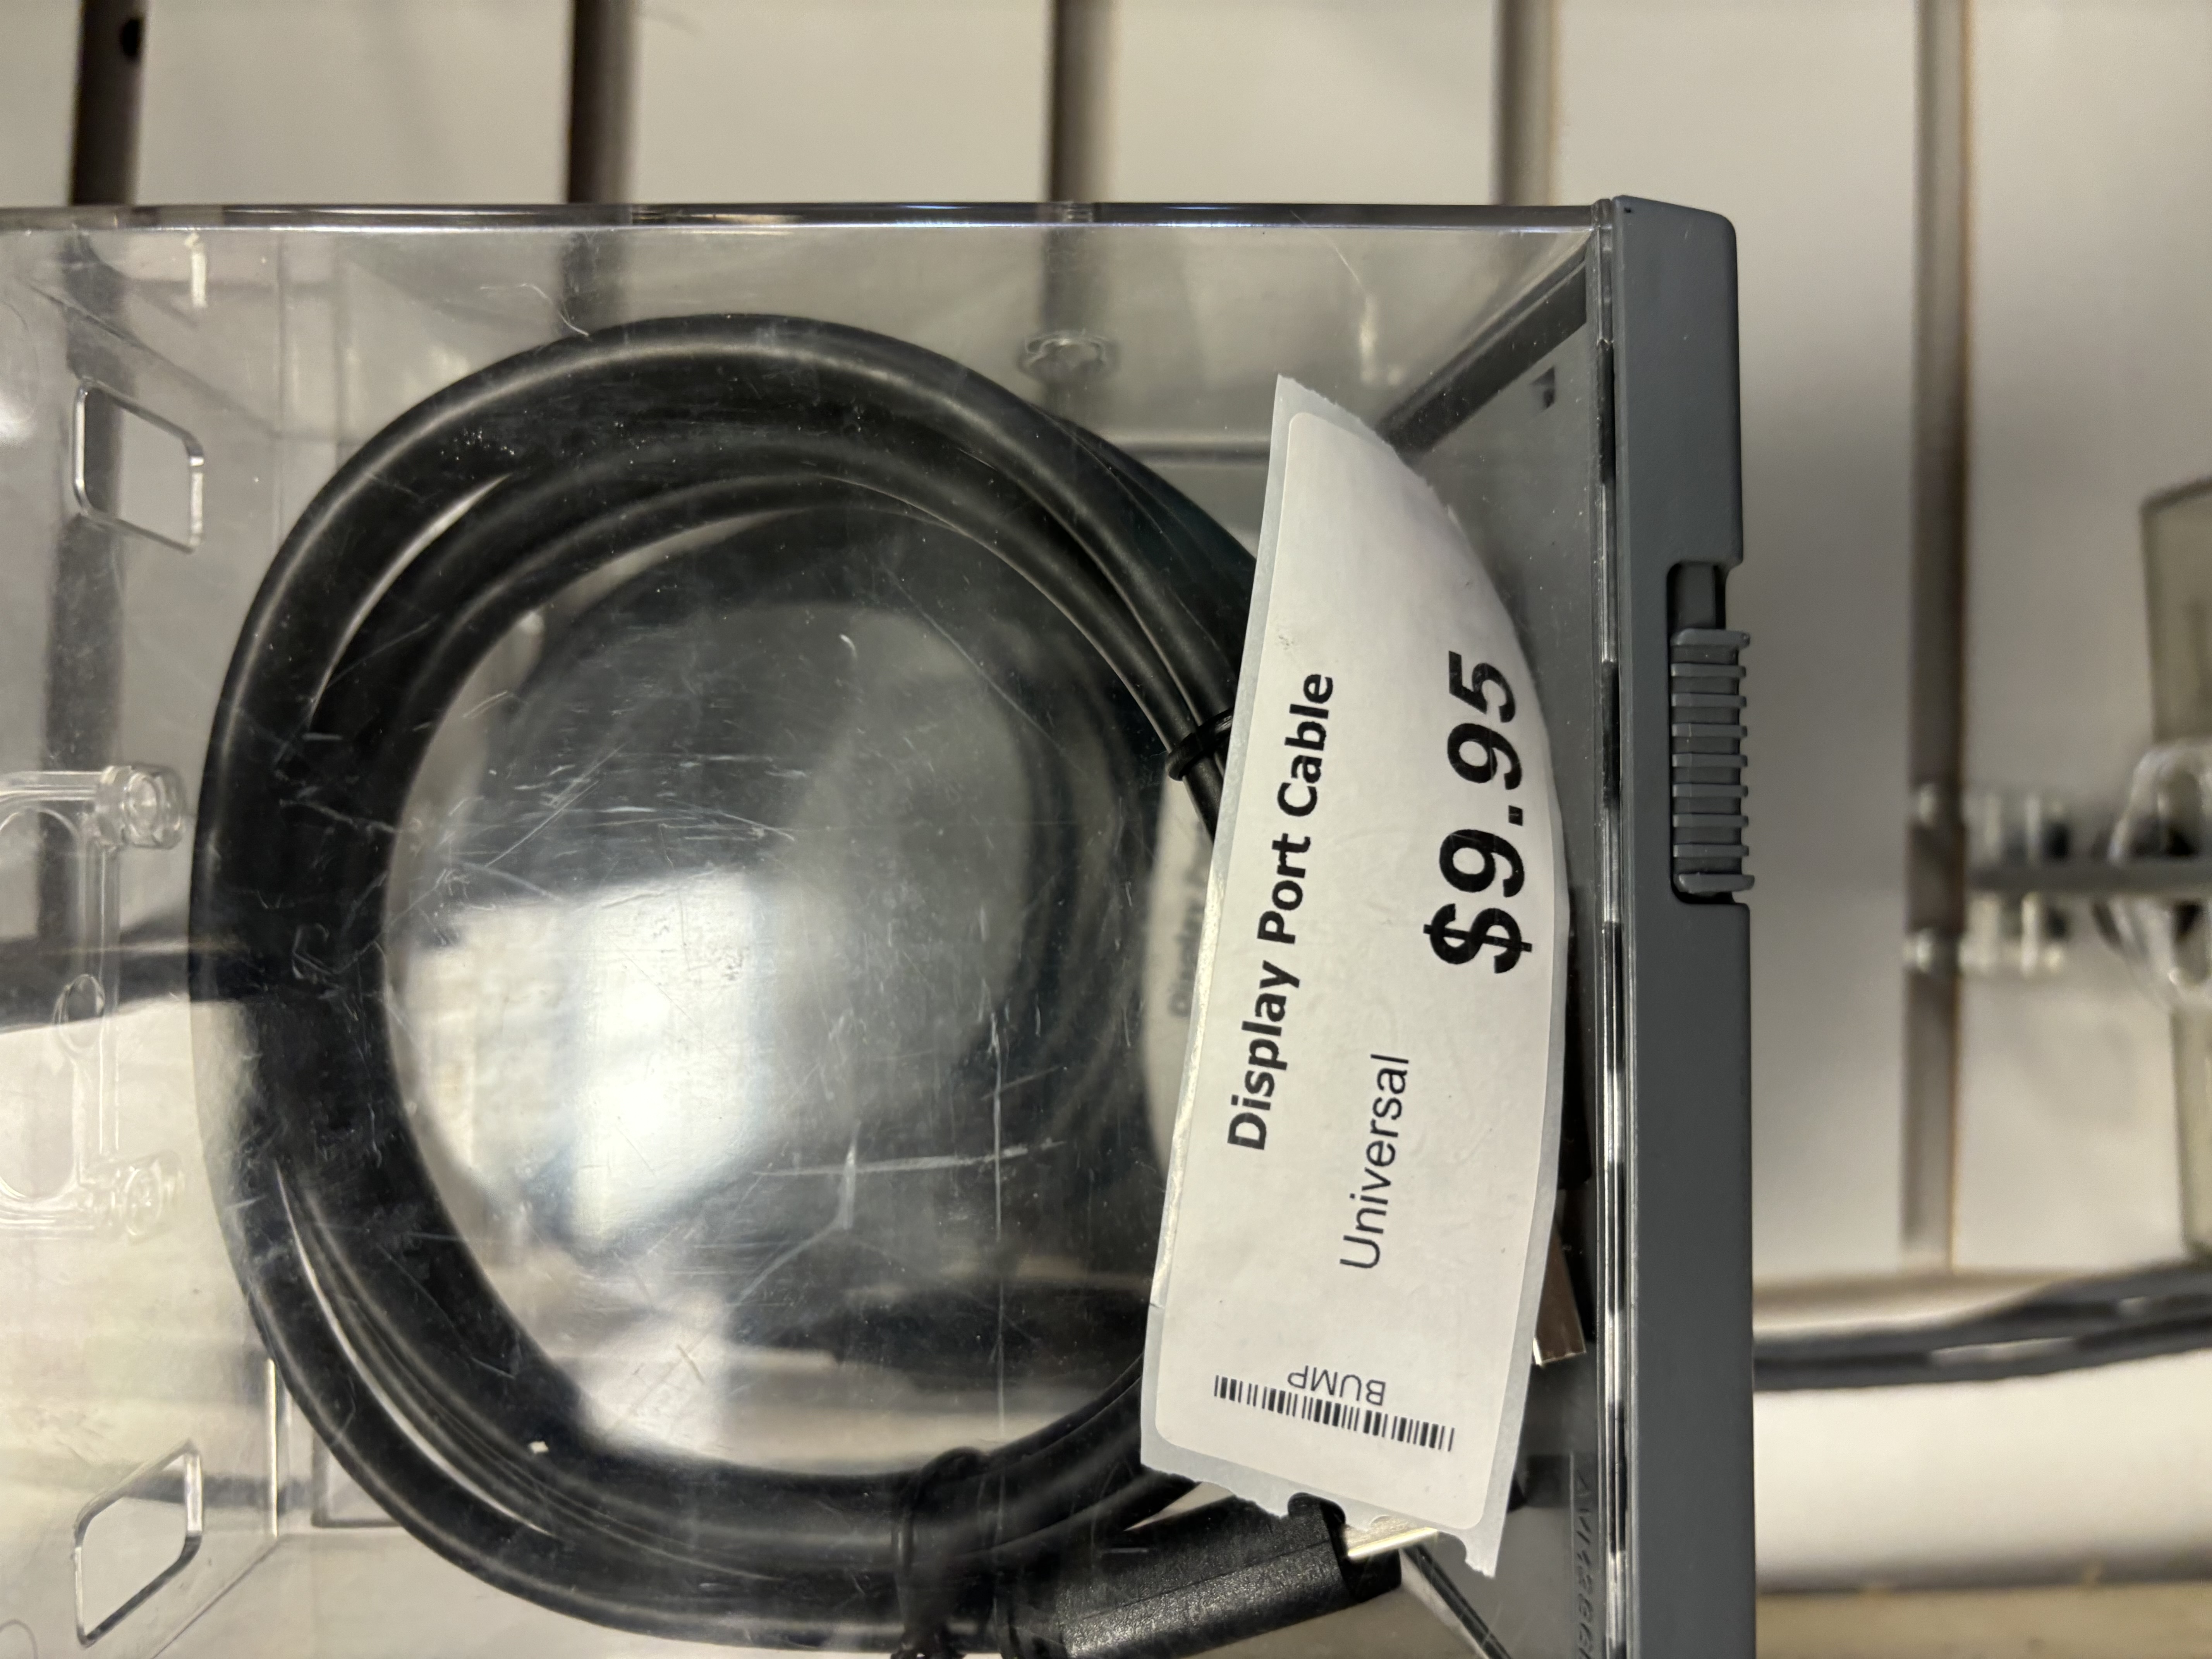 Display Port Cable
Universal
$9.95
BUMP